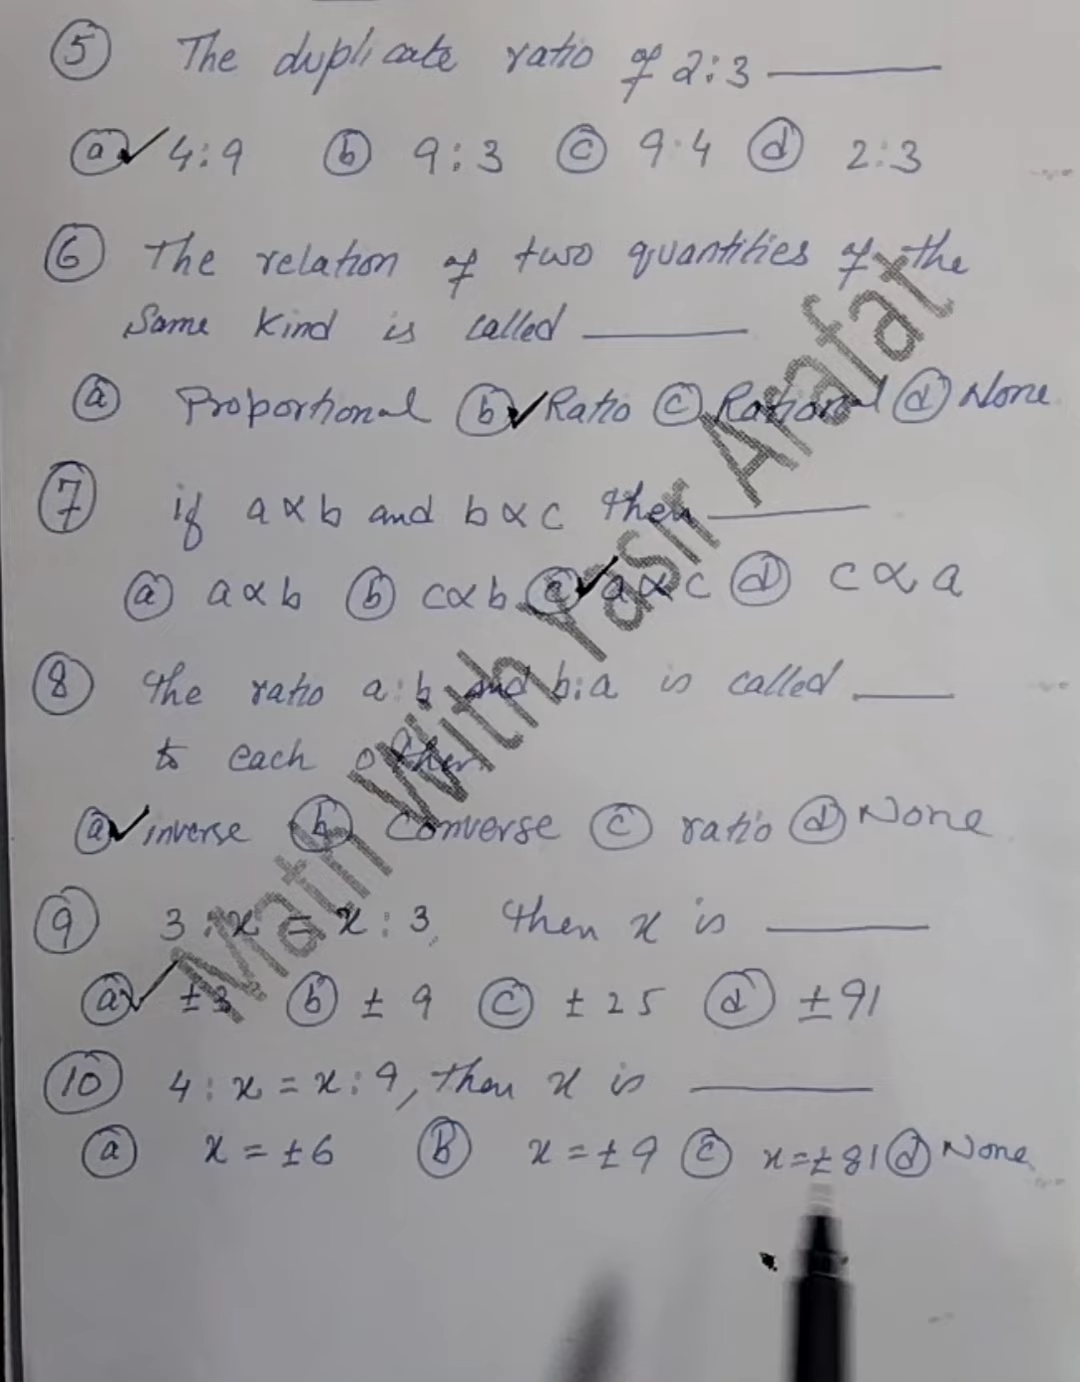 5 The duplicate ratio of 2:3 ______
a ✓ 4:9 b 9:3 c 9:4 d 2:3
6 The relation of two quantities of the
Same Kind is called ______
a Proportional b ✓ Ratio c Rational d None
7 if a∝b and b∝c then ______
a a∝b b c∝b c ✓ a∝c d c∝a
8 the ratio a:b and b:a is called ______
to each other.
a ✓ inverse b Converse c ratio d None
9 3:x = x:3, then x is ______
a ✓ ±3 b ±9 c ±25 d ±91
10 4:x = x:9, then x is ______
a x=±6 B x=±9 c x=±81 d None
Math With Yasir Arafat